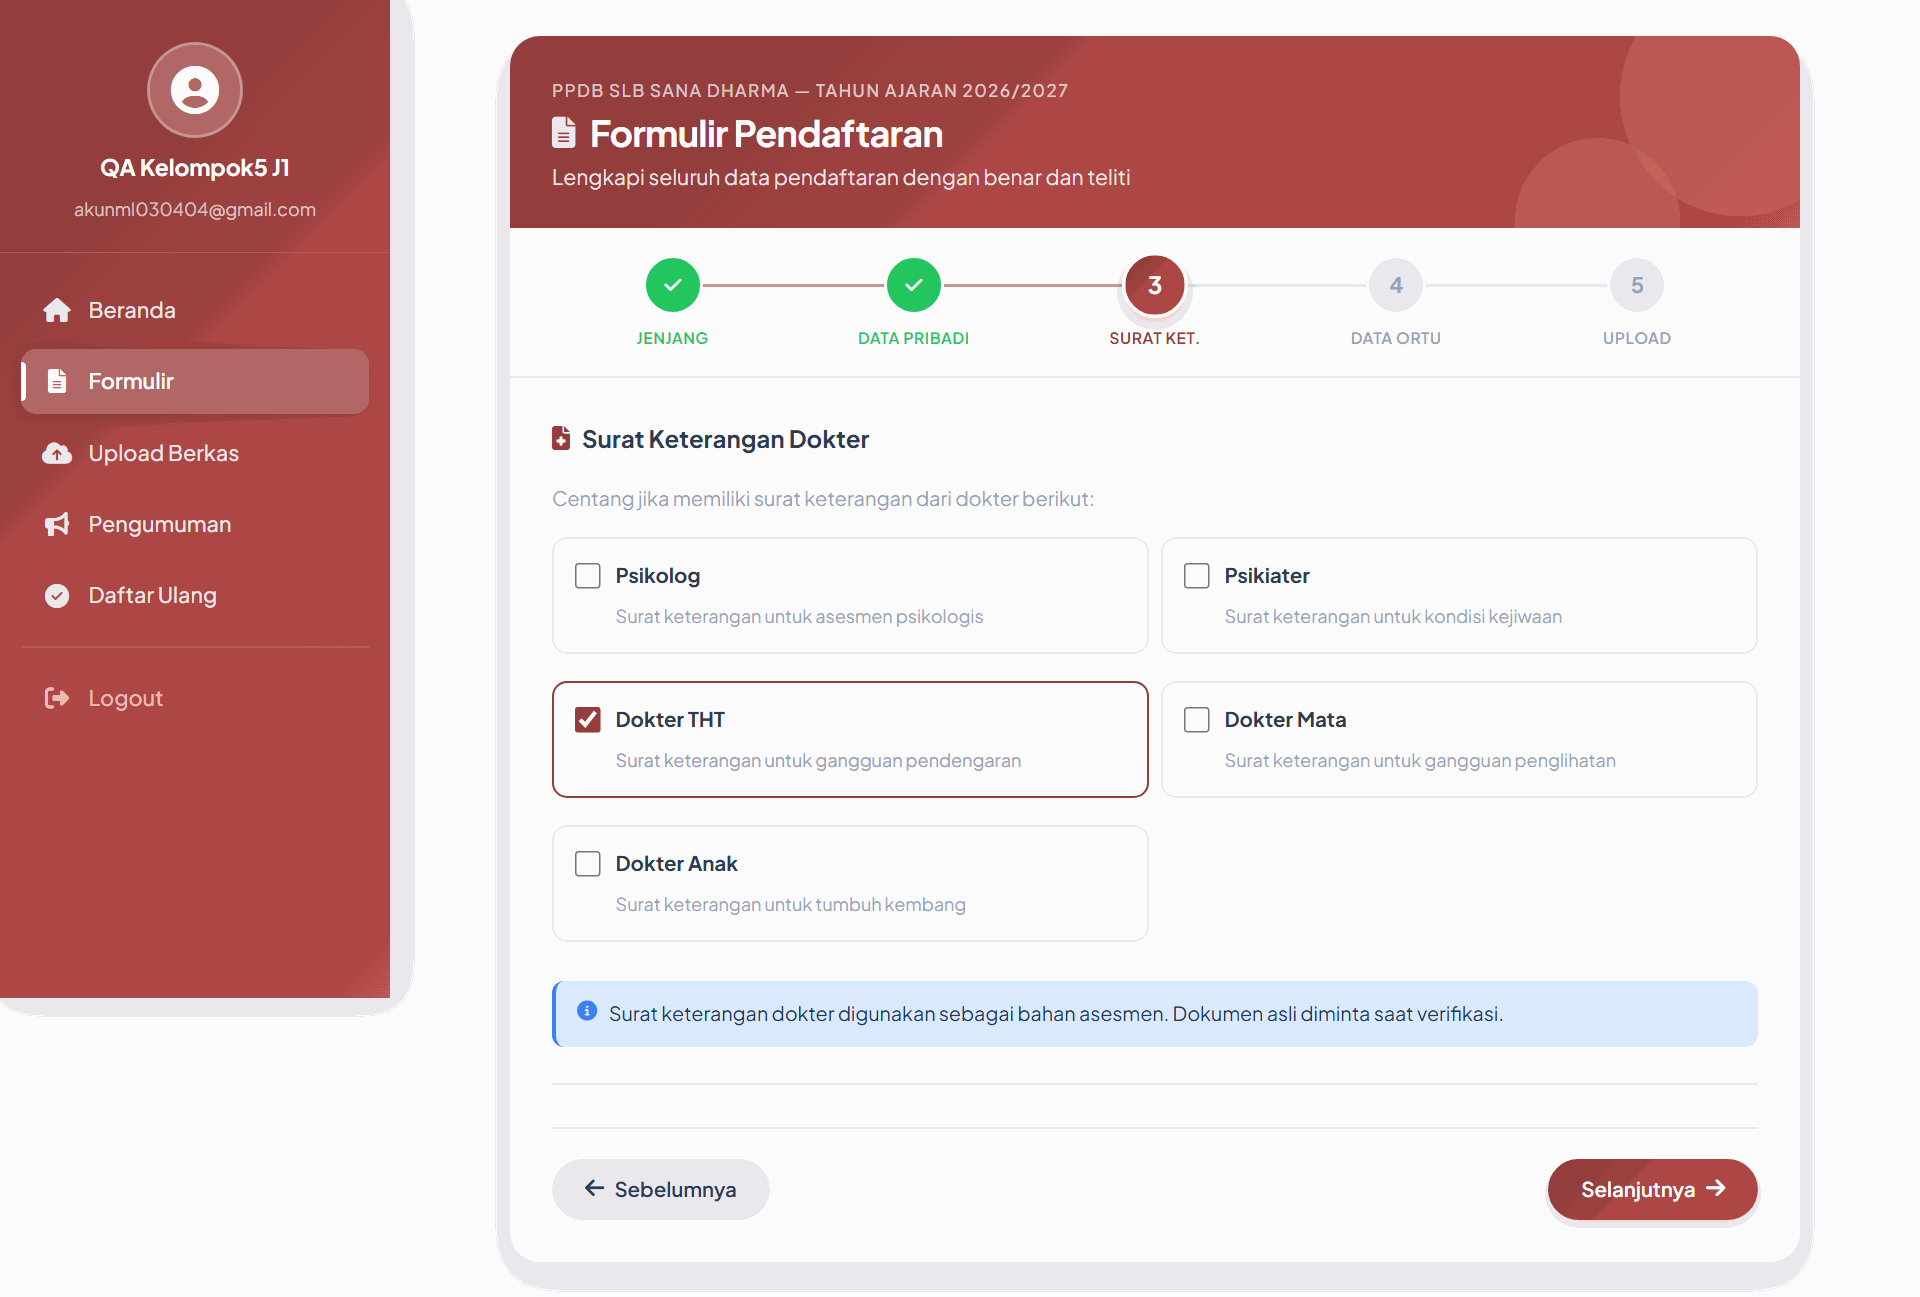 QA Kelompok5 J1
akunml030404@gmail.com
Beranda
Formulir
Upload Berkas
Pengumuman
Daftar Ulang
Logout
PPDB SLB SANA DHARMA — TAHUN AJARAN 2026/2027
Formulir Pendaftaran
Lengkapi seluruh data pendaftaran dengan benar dan teliti
3
4
5
JENJANG
DATA PRIBADI
SURAT KET.
DATA ORTU
UPLOAD
Surat Keterangan Dokter
Centang jika memiliki surat keterangan dari dokter berikut:
Psikolog
Surat keterangan untuk asesmen psikologis
Psikiater
Surat keterangan untuk kondisi kejiwaan
Dokter THT
Surat keterangan untuk gangguan pendengaran
Dokter Mata
Surat keterangan untuk gangguan penglihatan
Dokter Anak
Surat keterangan untuk tumbuh kembang
Surat keterangan dokter digunakan sebagai bahan asesmen. Dokumen asli diminta saat verifikasi.
Sebelumnya
Selanjutnya